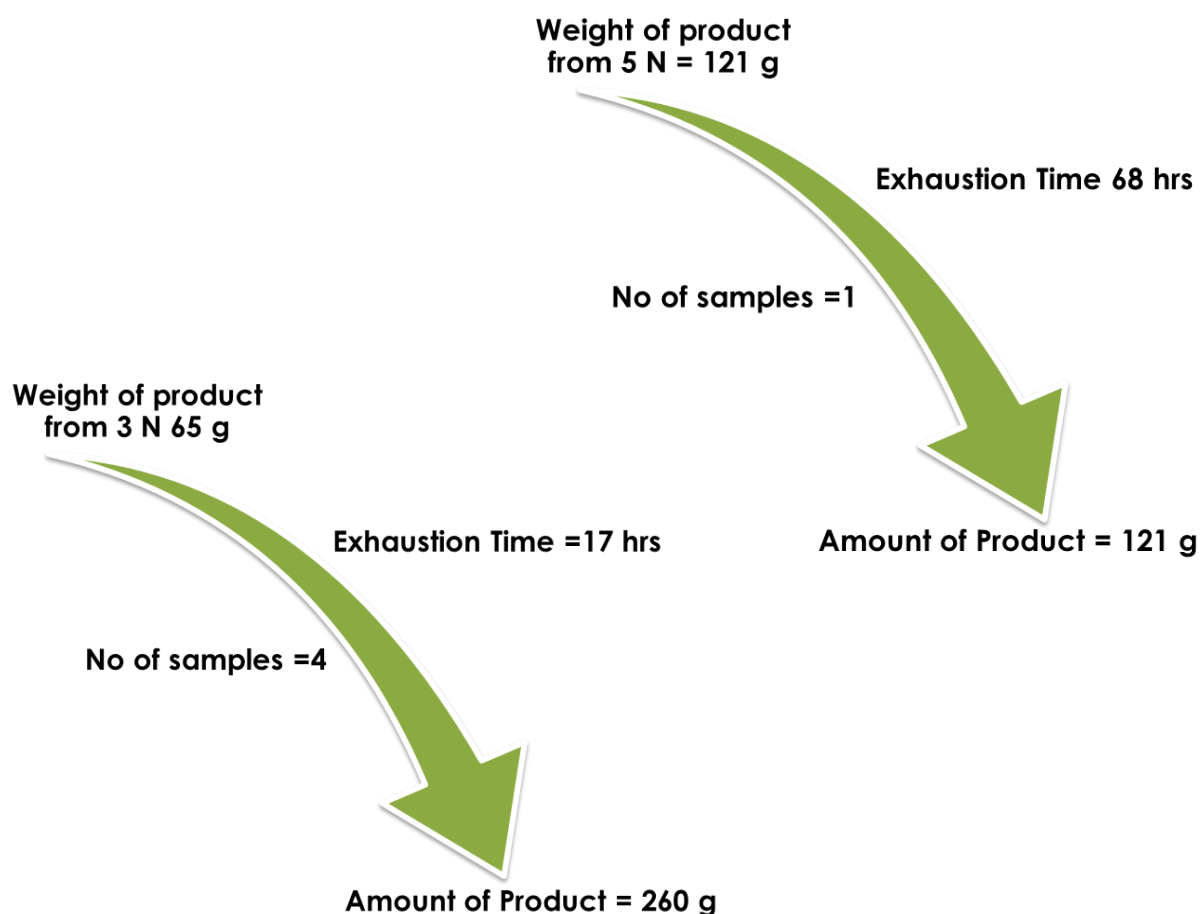 Weight of product
from 5 N = 121 g
Exhaustion Time 68 hrs
No of samples =1
Amount of Product = 121 g
Weight of product
from 3 N 65 g
Exhaustion Time =17 hrs
No of samples =4
Amount of Product = 260 g